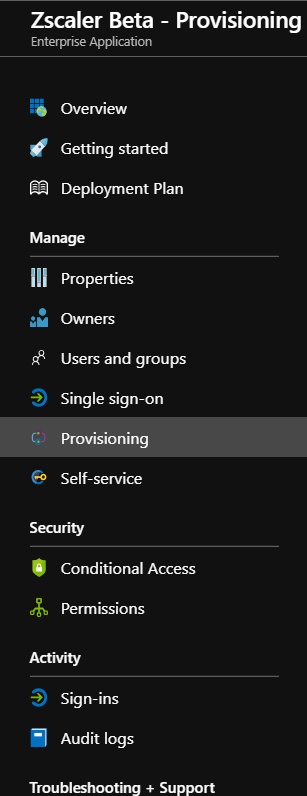 Zscaler Beta - Provisioning
Enterprise Application
Overview
Getting started
Deployment Plan
Manage
Properties
Owners
Users and groups
Single sign-on
Provisioning
Self-service
Security
Conditional Access
Permissions
Activity
Sign-ins
Audit logs
Troubleshooting + Support